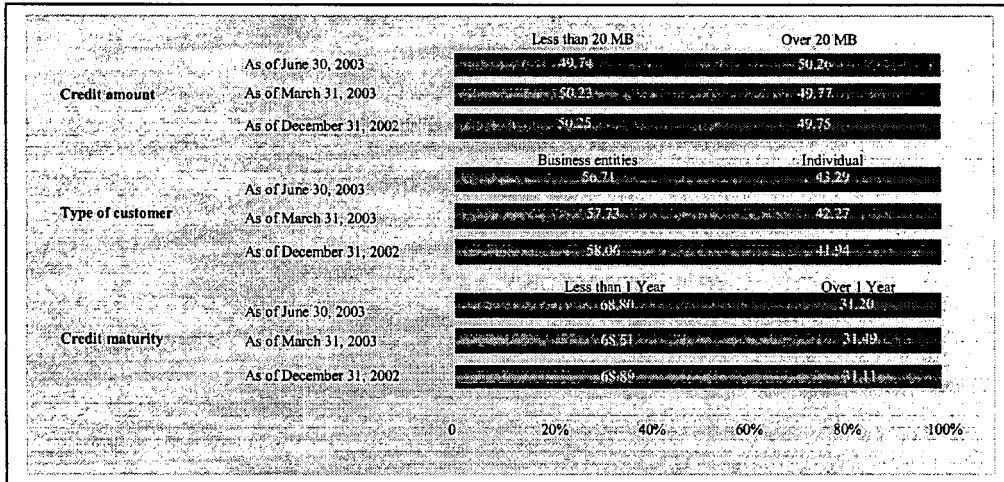 Less than 20 MB Over 20 MB
As of June 30, 2003 49.74 50.26
Credit amount As of March 31, 2003 50.23 49.77
As of December 31, 2002 50.25 49.75
Business entities Individual
As of June 30, 2003 56.71 43.29
Type of customer As of March 31, 2003 57.73 42.27
As of December 31, 2002 58.06 41.94
Less than 1 Year Over 1 Year
As of June 30, 2003 68.80 31.20
Credit maturity As of March 31, 2003 68.51 31.49
As of December 31, 2002 68.89 31.11
0 20% 40% 60% 80% 100%